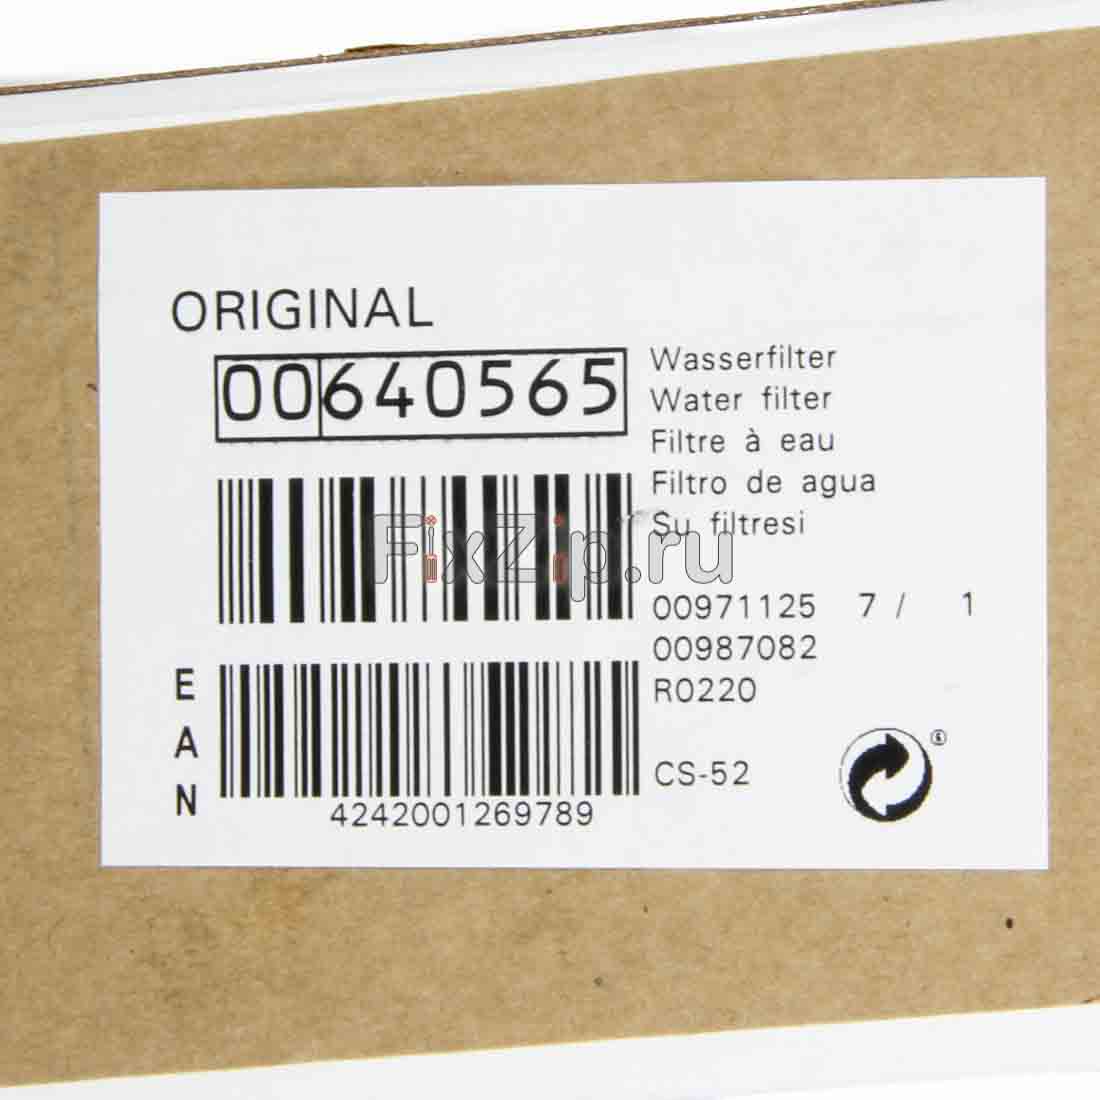 ORIGINAL
00640565
Wasserfilter
Water filter
Filtre à eau
Filtro de agua
Su filtresi
FixZip.ru
00971125 7 / 1
00987082
R0220
CS-52
EAN
4242001269789